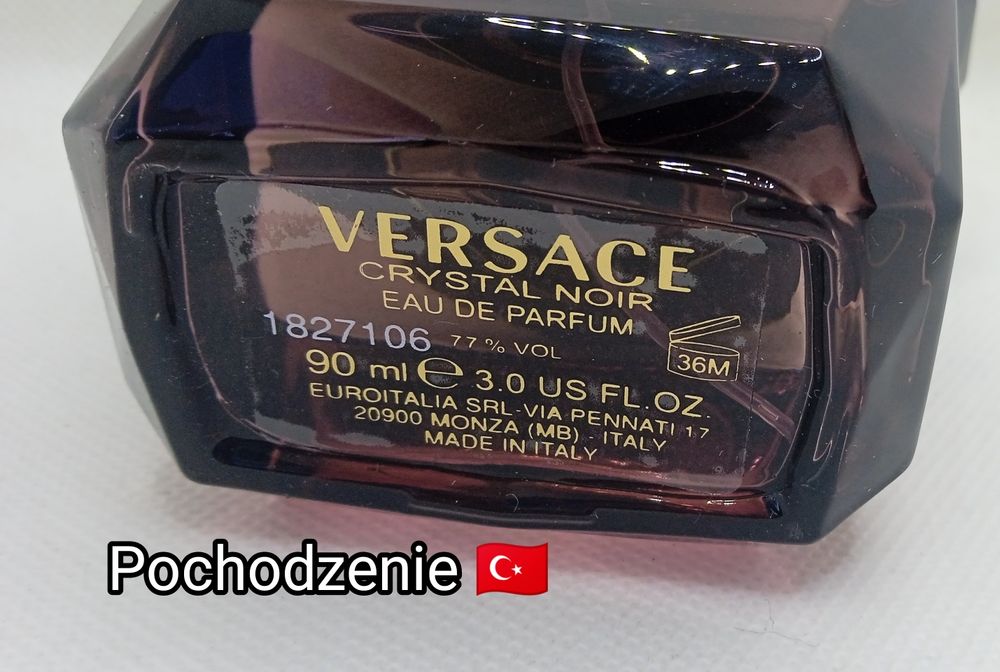 VERSACE
CRYSTAL NOIR
EAU DE PARFUM
1827106 77 % VOL
36M
90 ml e 3.0 US FL.OZ.
EUROITALIA SRL-VIA PENNATI 17
20900 MONZA (MB) - ITALY
MADE IN ITALY
Pochodzenie 🇹🇷